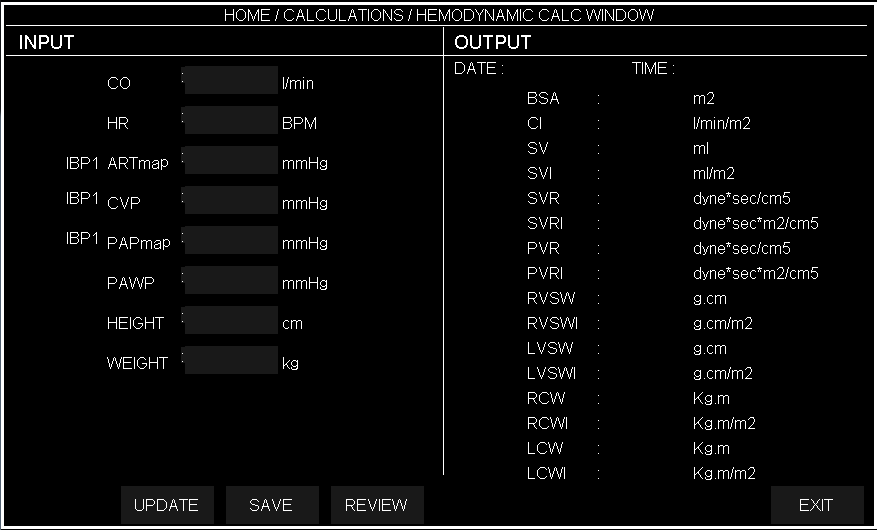 HOME / CALCULATIONS / HEMODYNAMIC CALC WINDOW
INPUT
CO : l/min
HR : BPM
IBP1 ARTmap : mmHg
IBP1 CVP : mmHg
IBP1 PAPmap : mmHg
PAWP : mmHg
HEIGHT : cm
WEIGHT : kg
OUTPUT
DATE : TIME :
BSA : m2
CI : l/min/m2
SV : ml
SVI : ml/m2
SVR : dyne*sec/cm5
SVRI : dyne*sec*m2/cm5
PVR : dyne*sec/cm5
PVRI : dyne*sec*m2/cm5
RVSW : g.cm
RVSWI : g.cm/m2
LVSW : g.cm
LVSWI : g.cm/m2
RCW : Kg.m
RCWI : Kg.m/m2
LCW : Kg.m
LCWI : Kg.m/m2
UPDATE SAVE REVIEW EXIT